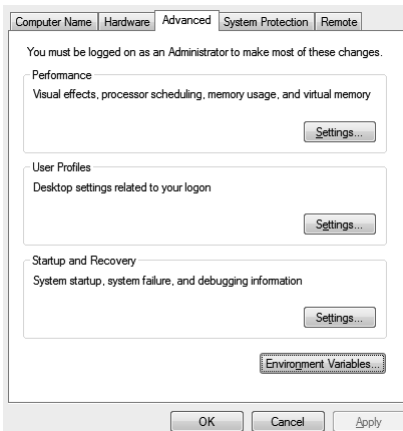 Computer Name Hardware Advanced System Protection Remote
You must be logged on as an Administrator to make most of these changes.
Performance
Visual effects, processor scheduling, memory usage, and virtual memory
Settings...
User Profiles
Desktop settings related to your logon
Settings...
Startup and Recovery
System startup, system failure, and debugging information
Settings...
Environment Variables...
OK Cancel Apply